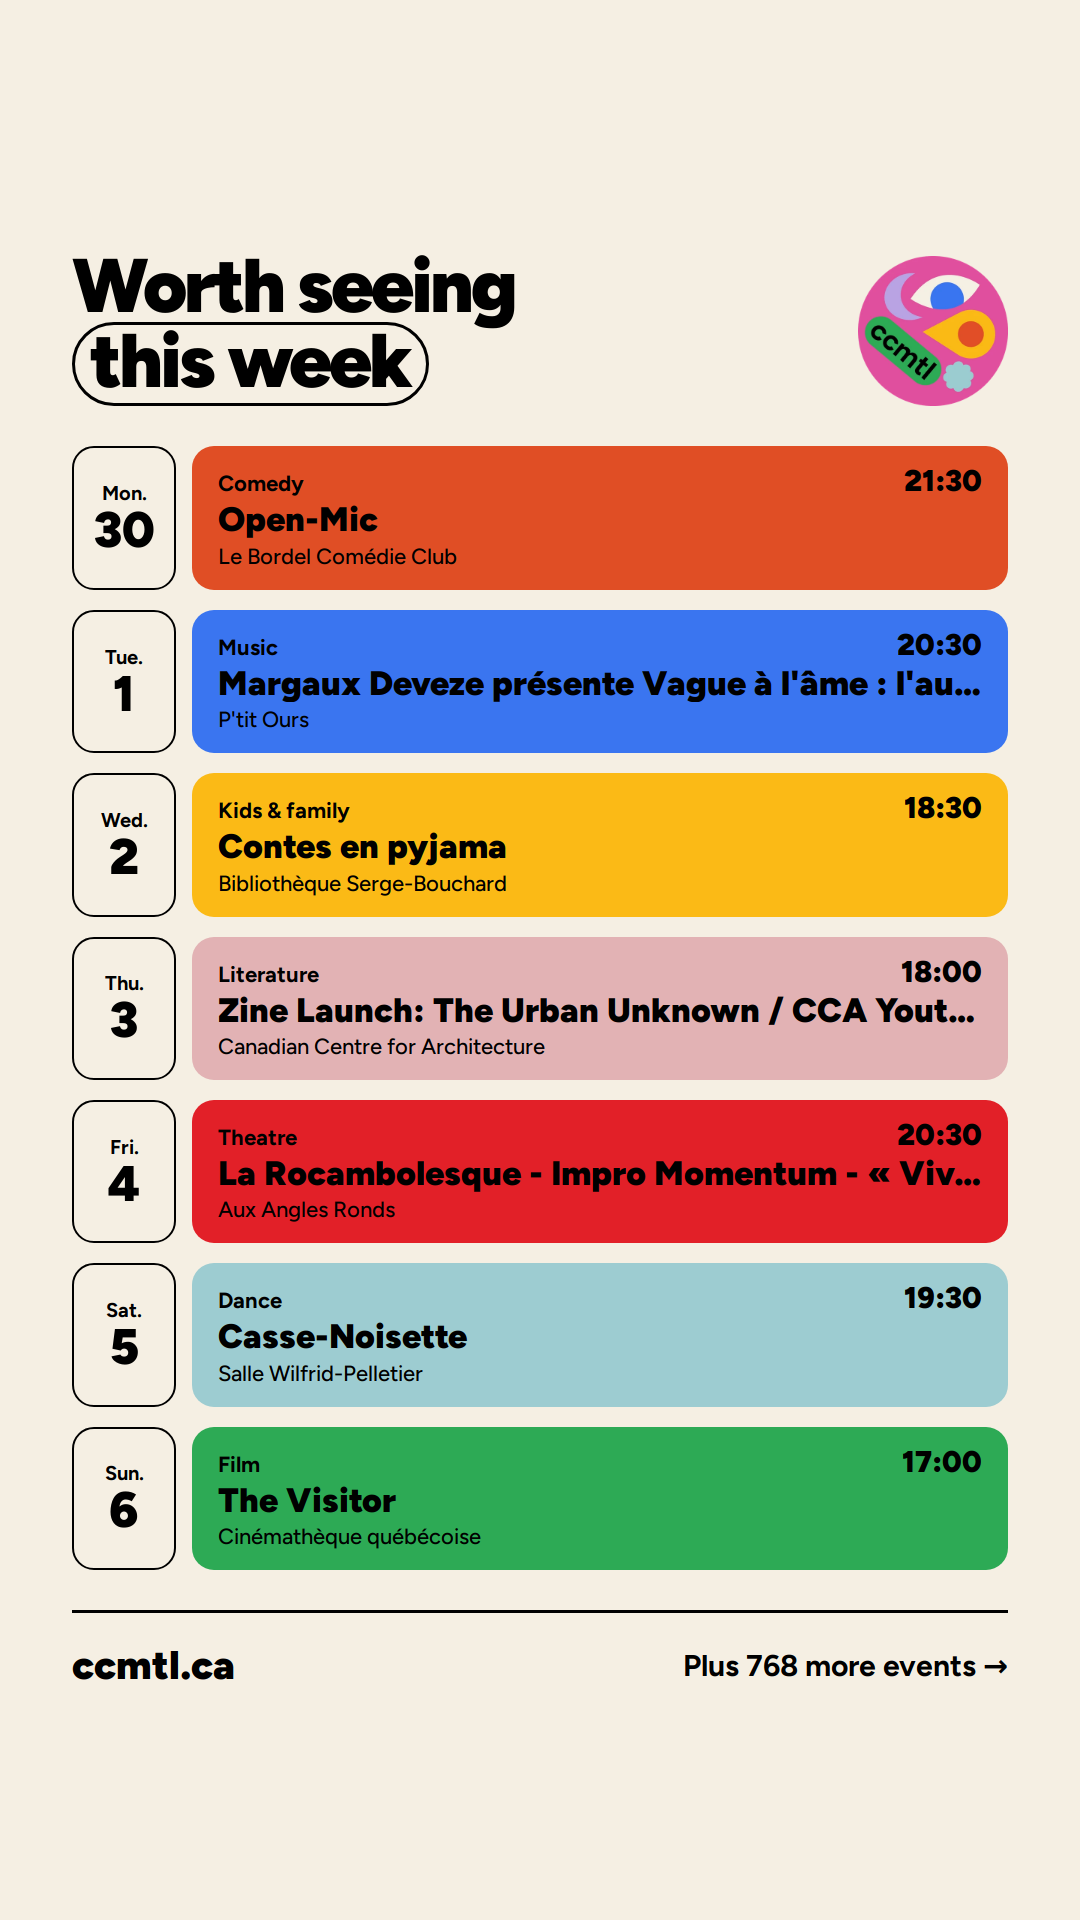 Worth seeing
this week
ccmtl
Mon.
30
Comedy
21:30
Open-Mic
Le Bordel Comédie Club
Tue.
1
Music
20:30
Margaux Deveze présente Vague à l'âme : l'au...
P'tit Ours
Wed.
2
Kids & family
18:30
Contes en pyjama
Bibliothèque Serge-Bouchard
Thu.
3
Literature
18:00
Zine Launch: The Urban Unknown / CCA Yout...
Canadian Centre for Architecture
Fri.
4
Theatre
20:30
La Rocambolesque - Impro Momentum - « Viv...
Aux Angles Ronds
Sat.
5
Dance
19:30
Casse-Noisette
Salle Wilfrid-Pelletier
Sun.
6
Film
17:00
The Visitor
Cinémathèque québécoise
ccmtl.ca
Plus 768 more events →